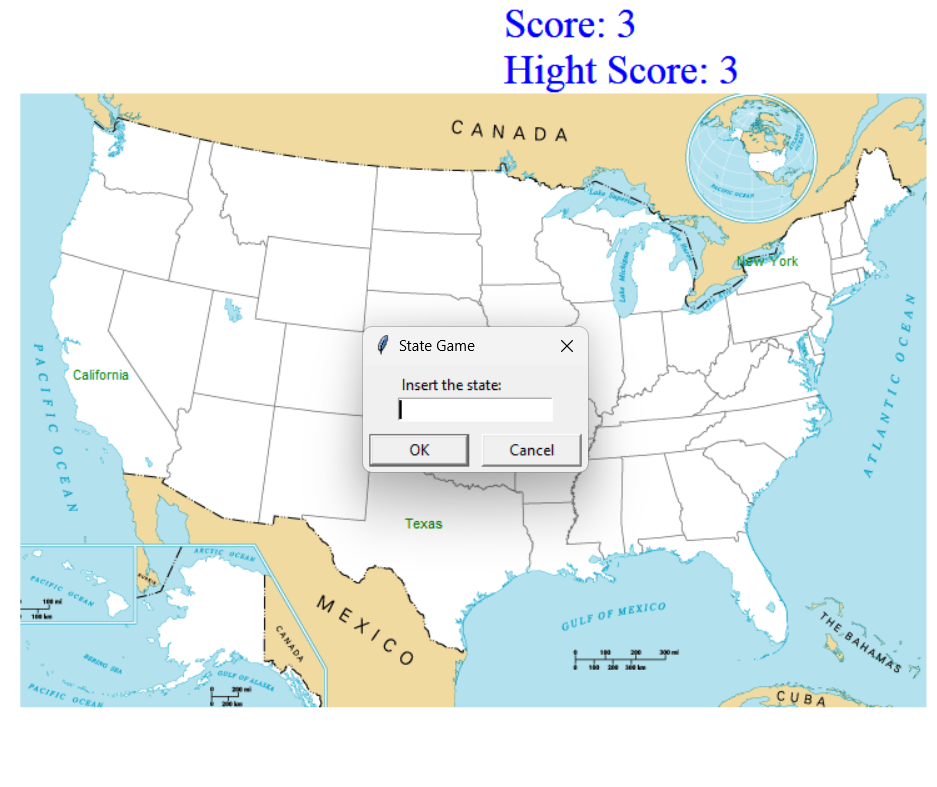 Score: 3
Hight Score: 3
CANADA
Lake Superior
PACIFIC OCEAN
New York
Lake Michigan
State Game
Insert the state:
OK
Cancel
California
PACIFIC OCEAN
ATLANTIC OCEAN
Texas
ARCTIC OCEAN
RUSSIA
PACIFIC OCEAN
100 mi
100 km
MEXICO
CANADA
GULF OF MEXICO
0 100 200 300 mi
0 100 200 300 km
THE BAHAMAS
BERING SEA
GULF OF ALASKA
0 200 mi
0 200 km
PACIFIC OCEAN
CUBA